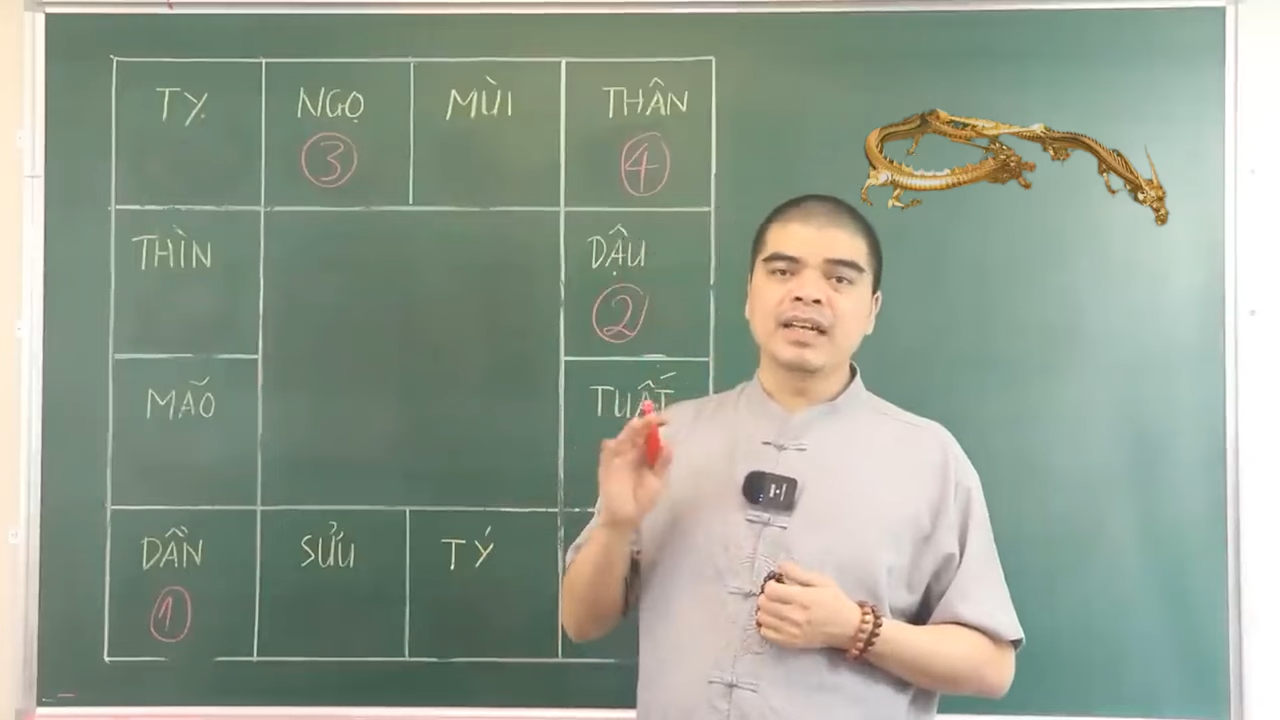 TỴ NGỌ MÙI THÂN
③ ④
THÌN DẬU
②
MÃO TUẤT
DẦN SỬU TÝ
①